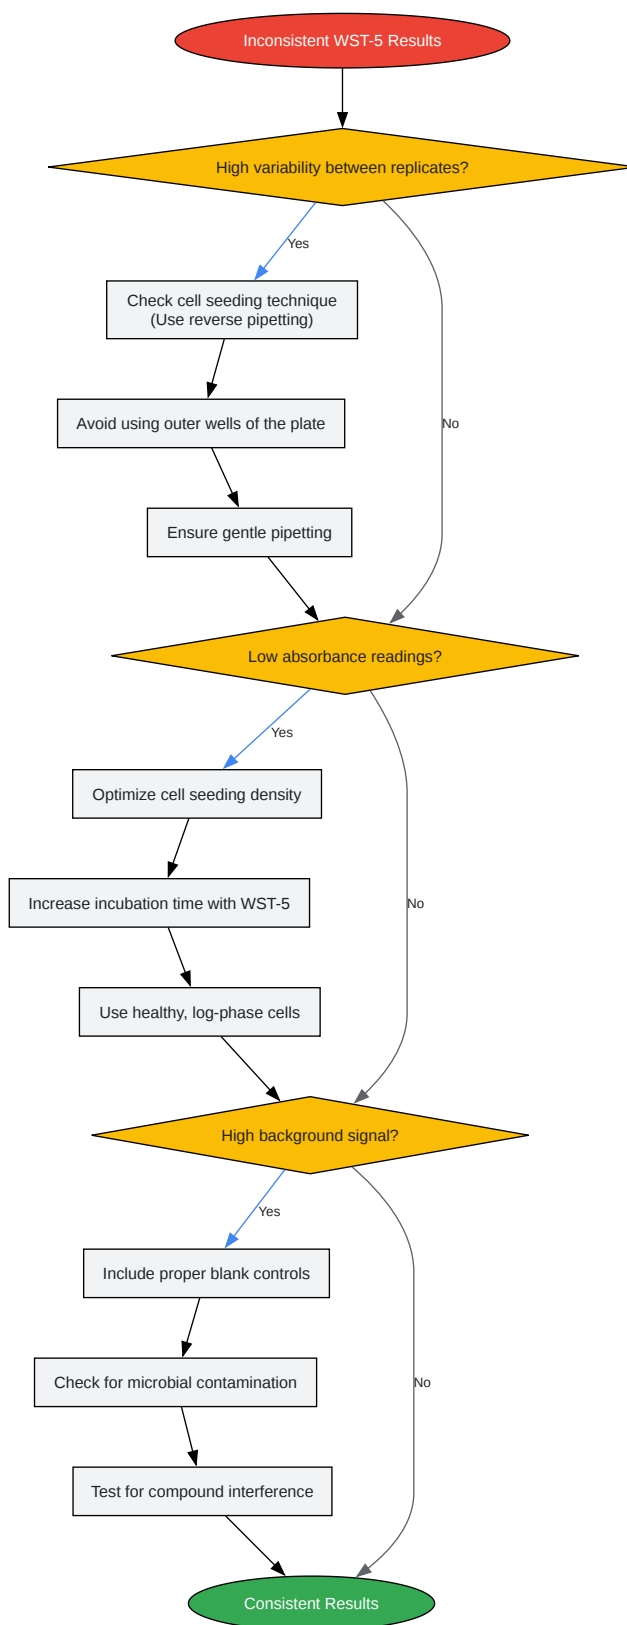 Inconsistent WST-5 Results
High variability between replicates?
Yes
Check cell seeding technique
(Use reverse pipetting)
Avoid using outer wells of the plate
No
Ensure gentle pipetting
Low absorbance readings?
Yes
Optimize cell seeding density
Increase incubation time with WST-5
No
Use healthy, log-phase cells
High background signal?
Yes
Include proper blank controls
Check for microbial contamination
No
Test for compound interference
Consistent Results